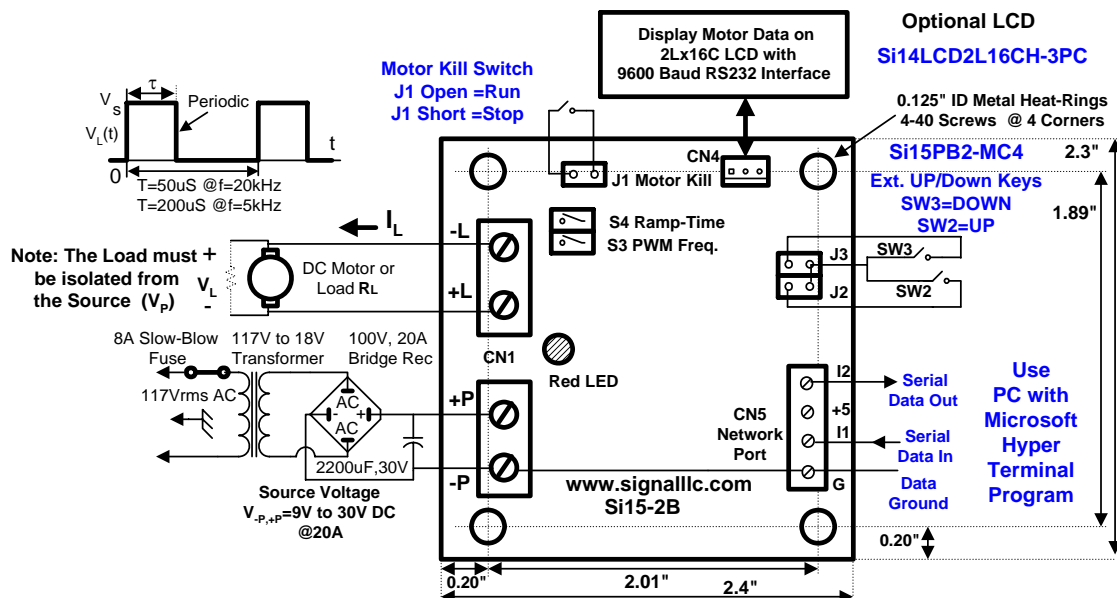 Optional LCD
Si14LCD2L16CH-3PC
Display Motor Data on
2Lx16C LCD with
9600 Baud RS232 Interface
Motor Kill Switch
J1 Open =Run
J1 Short =Stop
0.125" ID Metal Heat-Rings
4-40 Screws @ 4 Corners
V_s
τ
Periodic
V_L(t)
t
0
T=50uS @f=20kHz
T=200uS @f=5kHz
CN4
J1 Motor Kill
Si15PB2-MC4
2.3"
Ext. UP/Down Keys
SW3=DOWN
SW2=UP
1.89"
S4 Ramp-Time
S3 PWM Freq.
I_L
-L
+L
Note: The Load must
be isolated from
the Source (V_P)
+
V_L
-
DC Motor or
Load R_L
J3
J2
SW3
SW2
8A Slow-Blow
Fuse
117V to 18V
Transformer
100V, 20A
Bridge Rec
CN1
Red LED
117Vrms AC
AC
- +
AC
2200uF,30V
+P
-P
Source Voltage
V_-P,+P=9V to 30V DC
@20A
CN5
Network
Port
I2
+5
I1
G
Serial
Data Out
Serial
Data In
Data
Ground
Use
PC with
Microsoft
Hyper
Terminal
Program
www.signalllc.com
Si15-2B
0.20"
0.20"
2.01"
2.4"